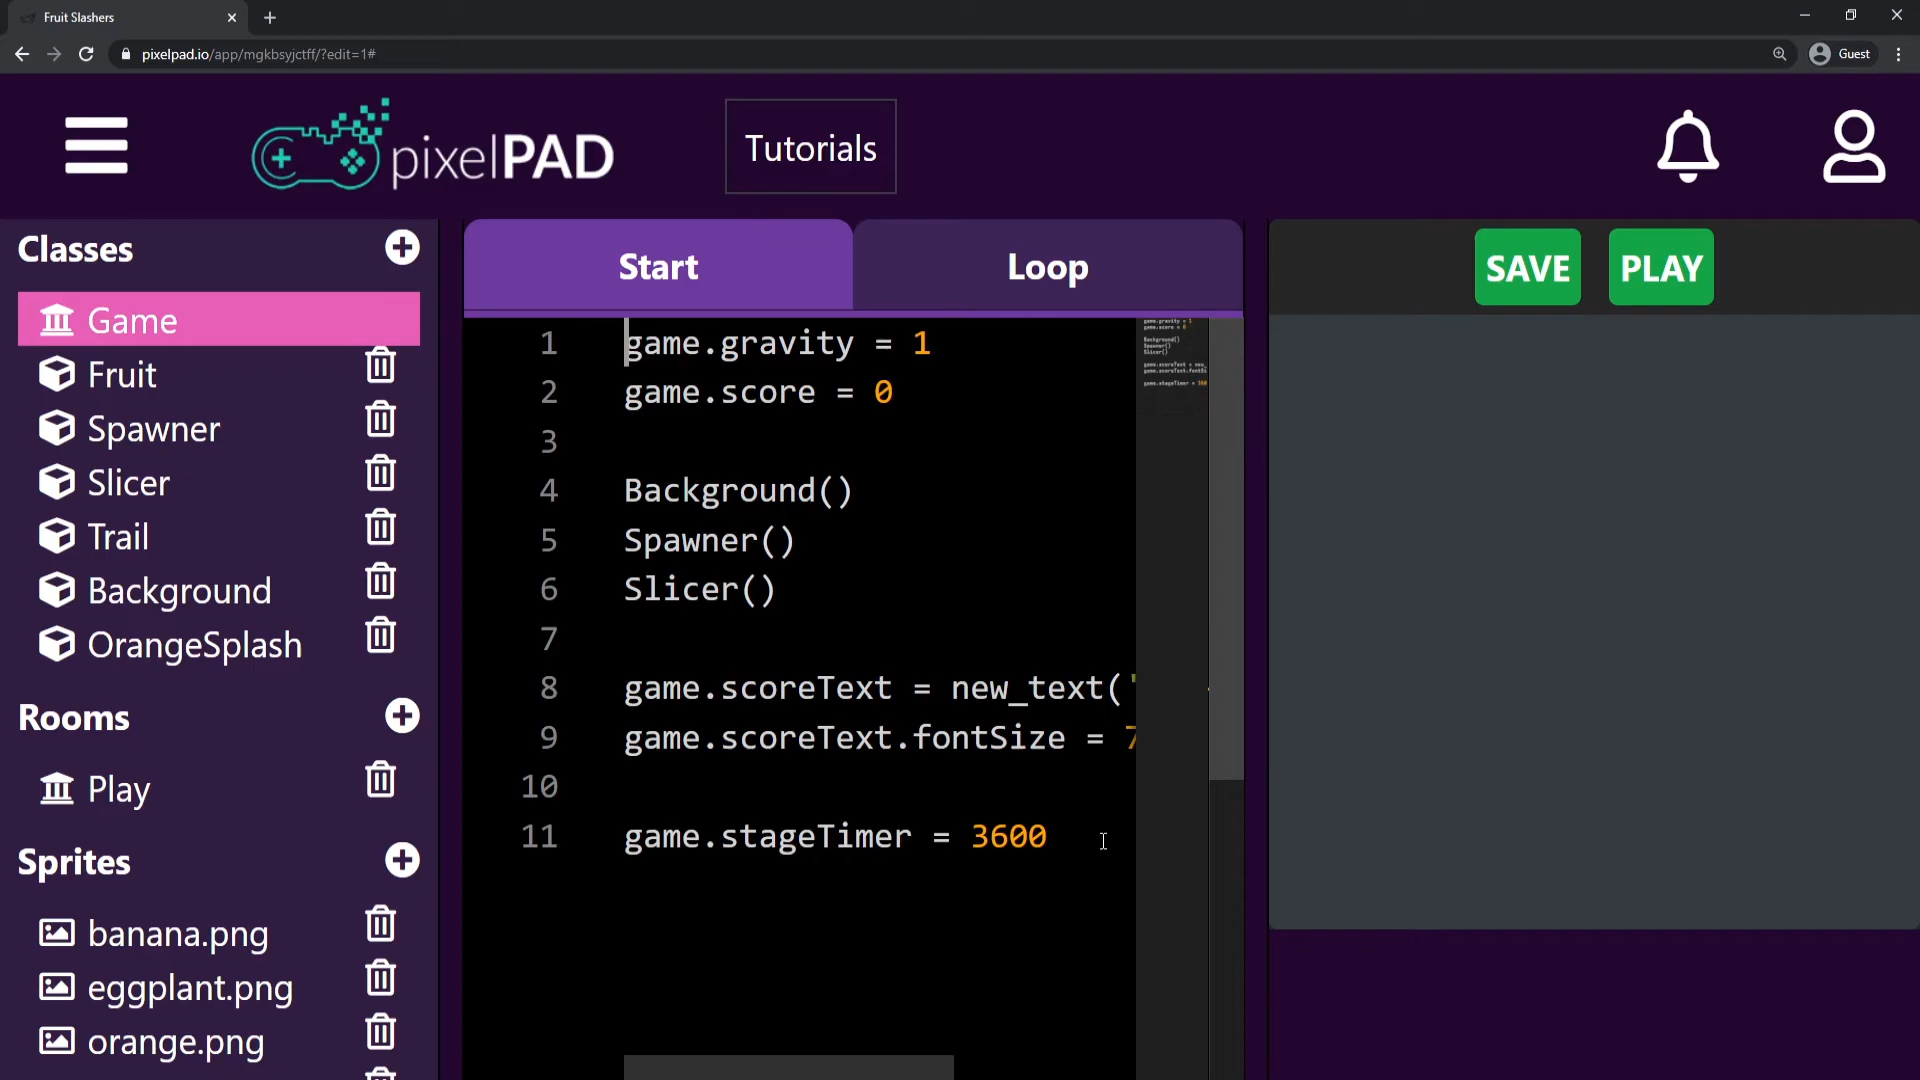 Fruit Slashers
pixelpad.io/app/mgkbsyjctff/?edit=1#
Guest
pixelPAD
Tutorials
Classes
Game
Fruit
Spawner
Slicer
Trail
Background
OrangeSplash
Rooms
Play
Sprites
banana.png
eggplant.png
orange.png
Start
Loop
1 game.gravity = 1
2 game.score = 0
3
4 Background()
5 Spawner()
6 Slicer()
7
8 game.scoreText = new_text('
9 game.scoreText.fontSize = 7
10
11 game.stageTimer = 3600
SAVE
PLAY